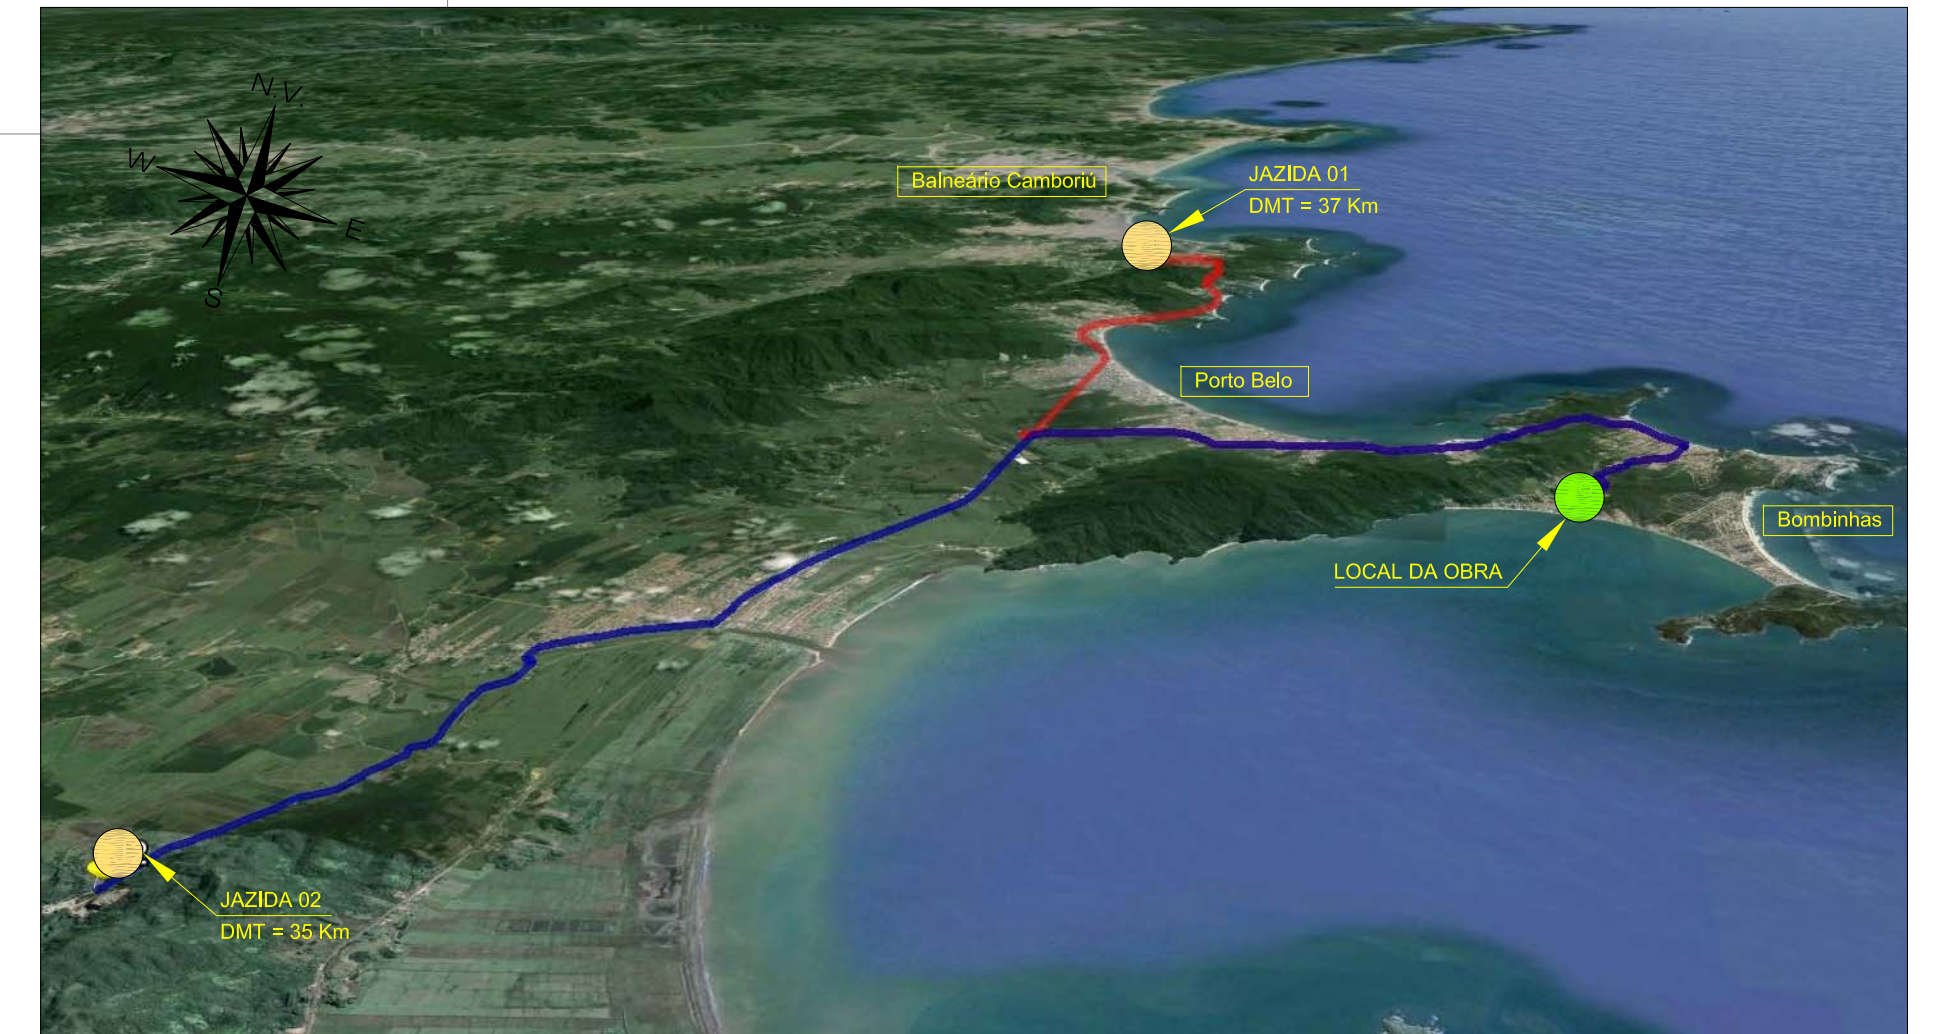 N.V.
W
E
S
Balneário Camboriú
JAZIDA 01
DMT = 37 Km
Porto Belo
Bombinhas
LOCAL DA OBRA
JAZIDA 02
DMT = 35 Km